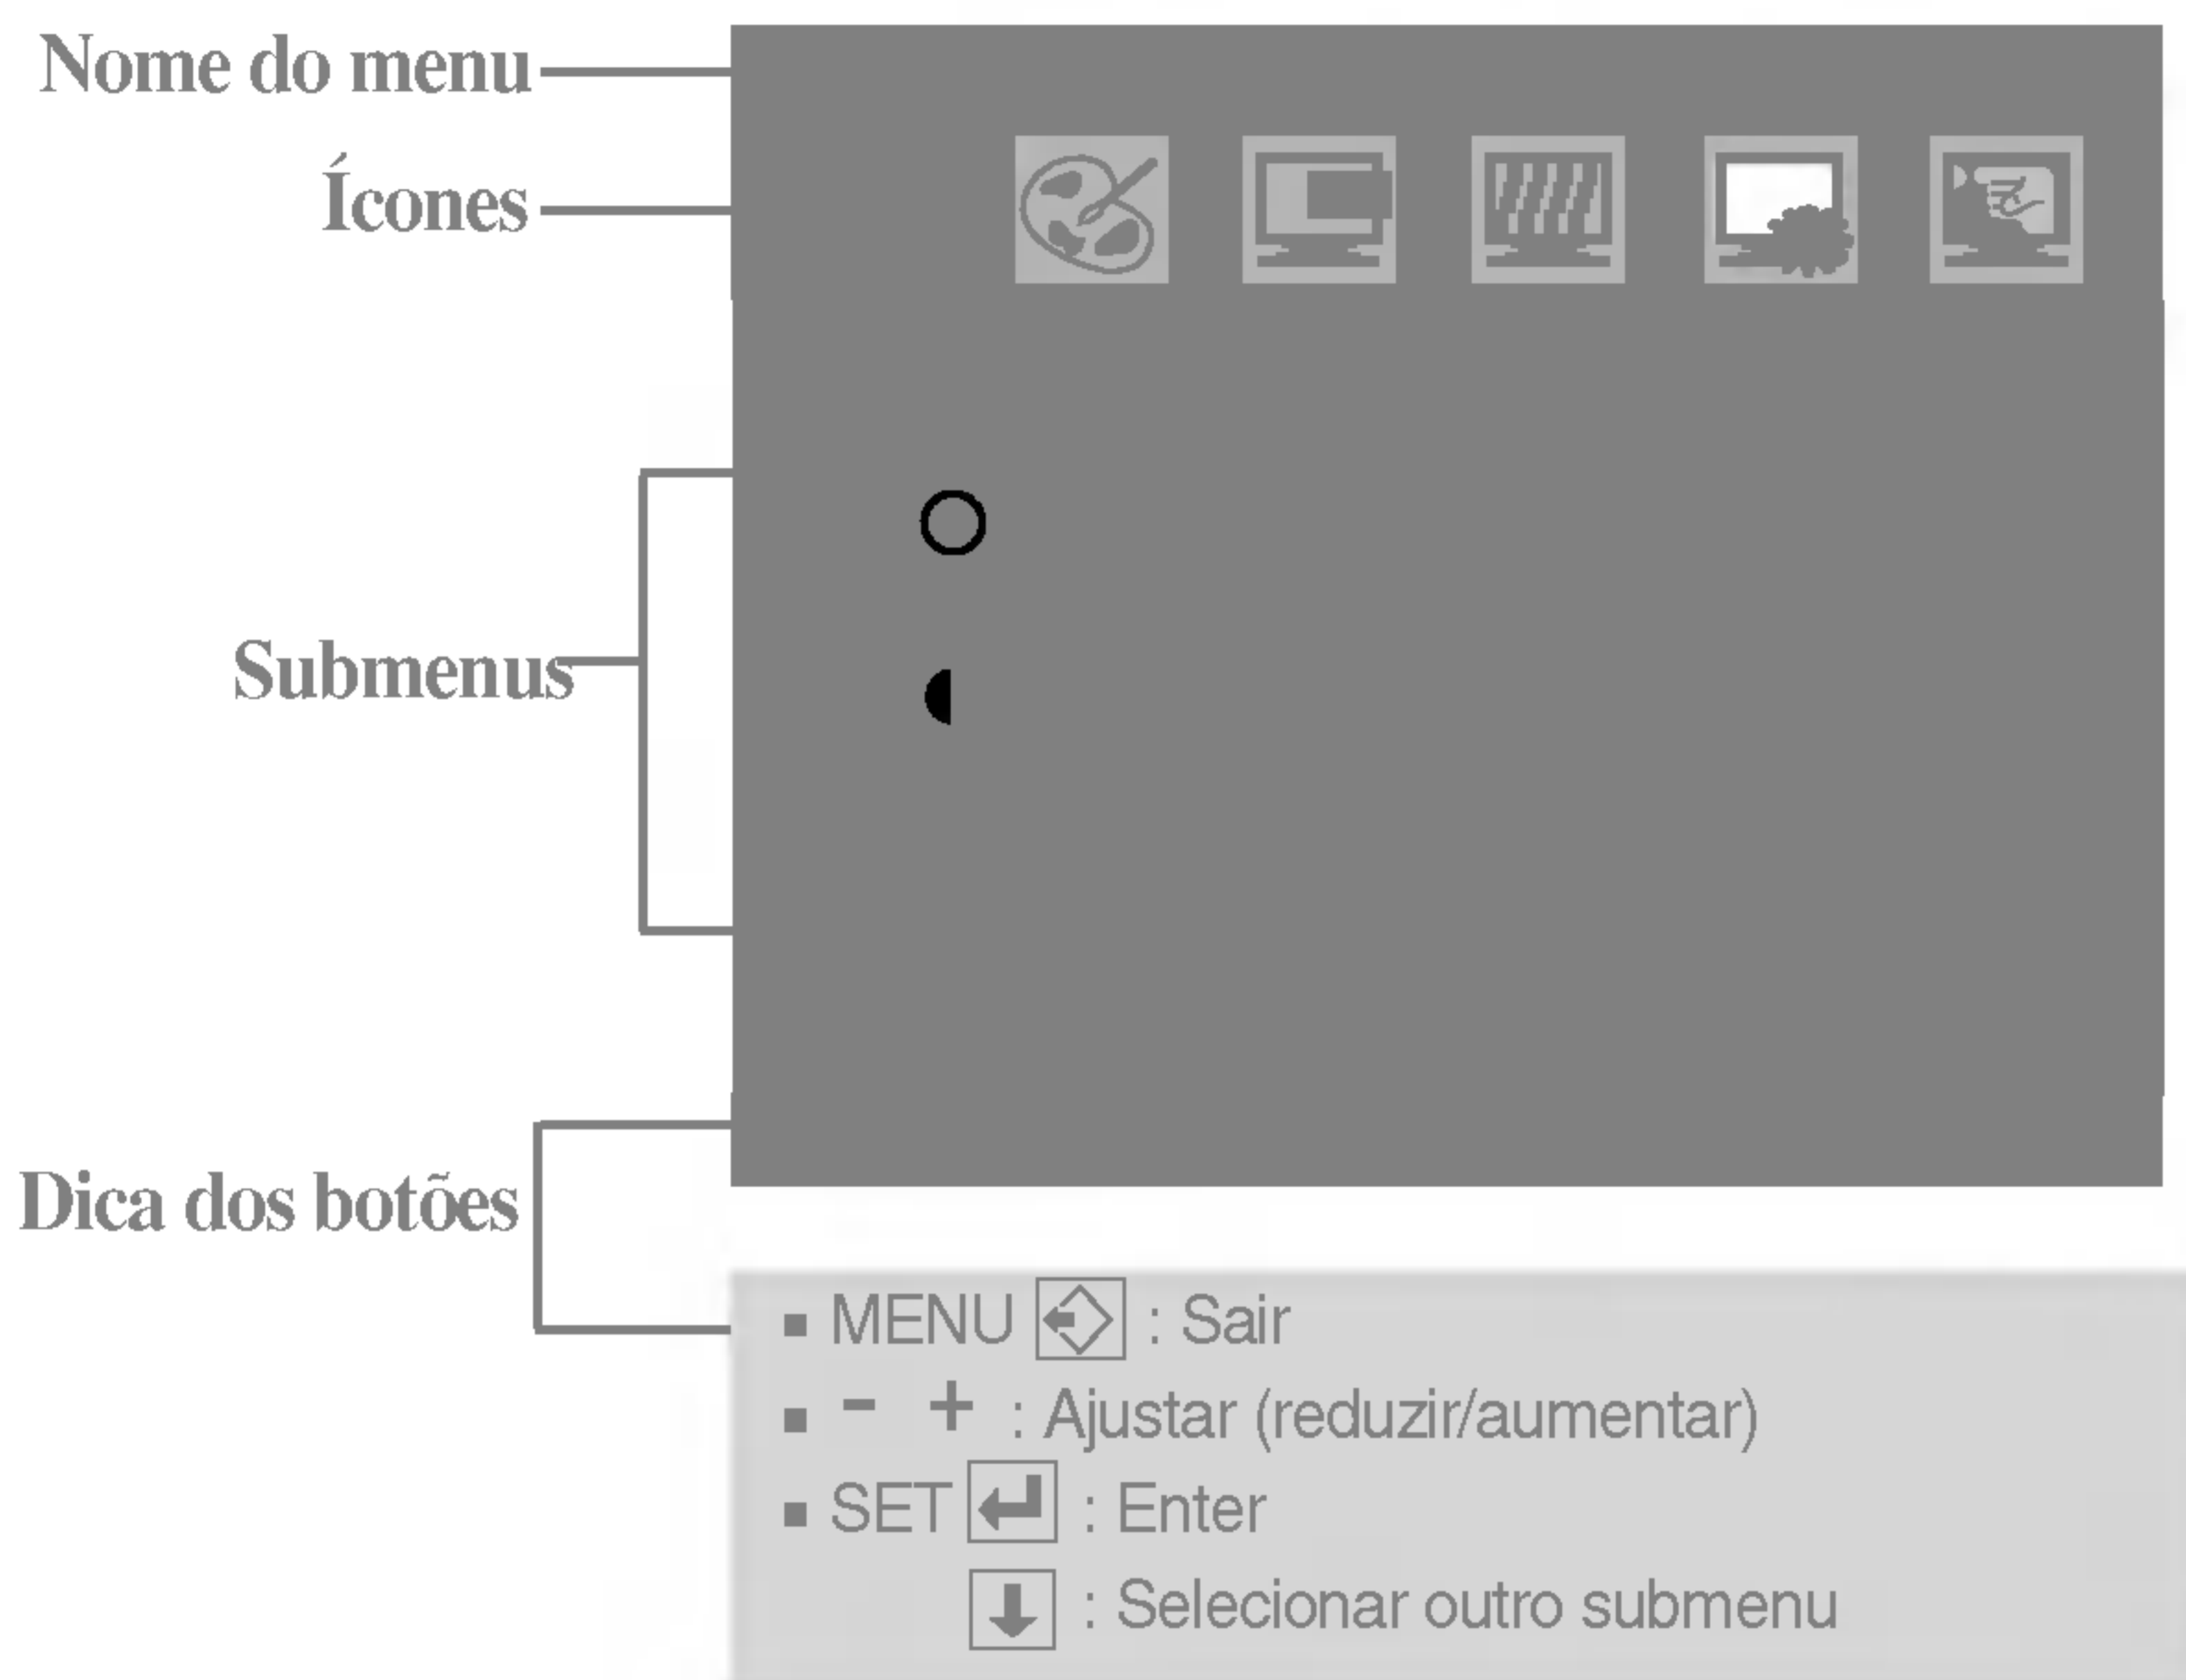 Nome do menu
Ícones
Submenus
Dica dos botões
▪ MENU : Sair
▪ - + : Ajustar (reduzir/aumentar)
▪ SET : Enter
: Selecionar outro submenu